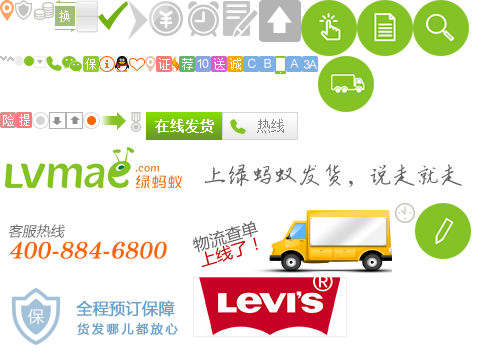 换
保 证 荐 10 送 诚 C B A 3A
险 提
在线发货 热线
Lvmae.com
绿蚂蚁
上绿蚂蚁发货，说走就走
客服热线
400-884-6800
物流查单
上线了！
LEVI'S®
保
全程预订保障
货发哪儿都放心